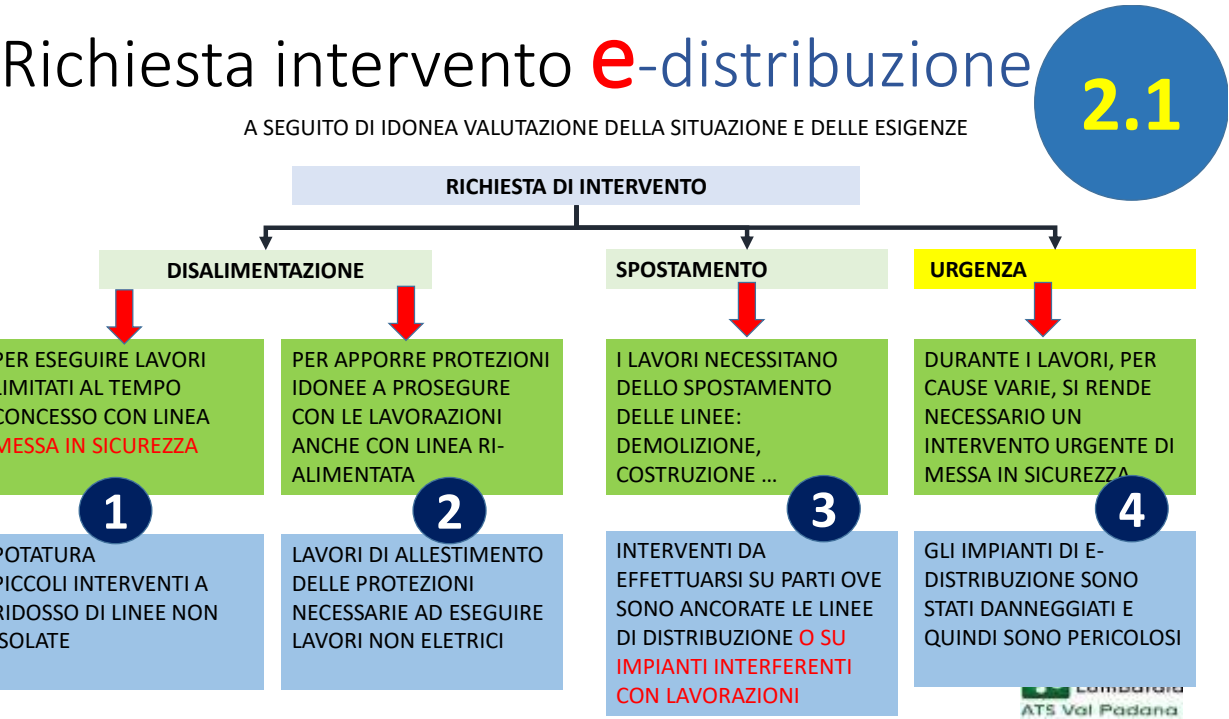 Richiesta intervento e-distribuzione
2.1
A SEGUITO DI IDONEA VALUTAZIONE DELLA SITUAZIONE E DELLE ESIGENZE
RICHIESTA DI INTERVENTO
DISALIMENTAZIONE
SPOSTAMENTO
URGENZA
PER ESEGUIRE LAVORI
LIMITATI AL TEMPO
CONCESSO CON LINEA
MESSA IN SICUREZZA
1
POTATURA
PICCOLI INTERVENTI A
RIDOSSO DI LINEE NON
ISOLATE
PER APPORRE PROTEZIONI
IDONEE A PROSEGURE
CON LE LAVORAZIONI
ANCHE CON LINEA RI-
ALIMENTATA
2
LAVORI DI ALLESTIMENTO
DELLE PROTEZIONI
NECESSARIE AD ESEGUIRE
LAVORI NON ELETRICI
I LAVORI NECESSITANO
DELLO SPOSTAMENTO
DELLE LINEE:
DEMOLIZIONE,
COSTRUZIONE …
3
INTERVENTI DA
EFFETTUARSI SU PARTI OVE
SONO ANCORATE LE LINEE
DI DISTRIBUZIONE O SU
IMPIANTI INTERFERENTI
CON LAVORAZIONI
DURANTE I LAVORI, PER
CAUSE VARIE, SI RENDE
NECESSARIO UN
INTERVENTO URGENTE DI
MESSA IN SICUREZZA
4
GLI IMPIANTI DI E-
DISTRIBUZIONE SONO
STATI DANNEGGIATI E
QUINDI SONO PERICOLOSI
Lombardia
ATS Val Padana